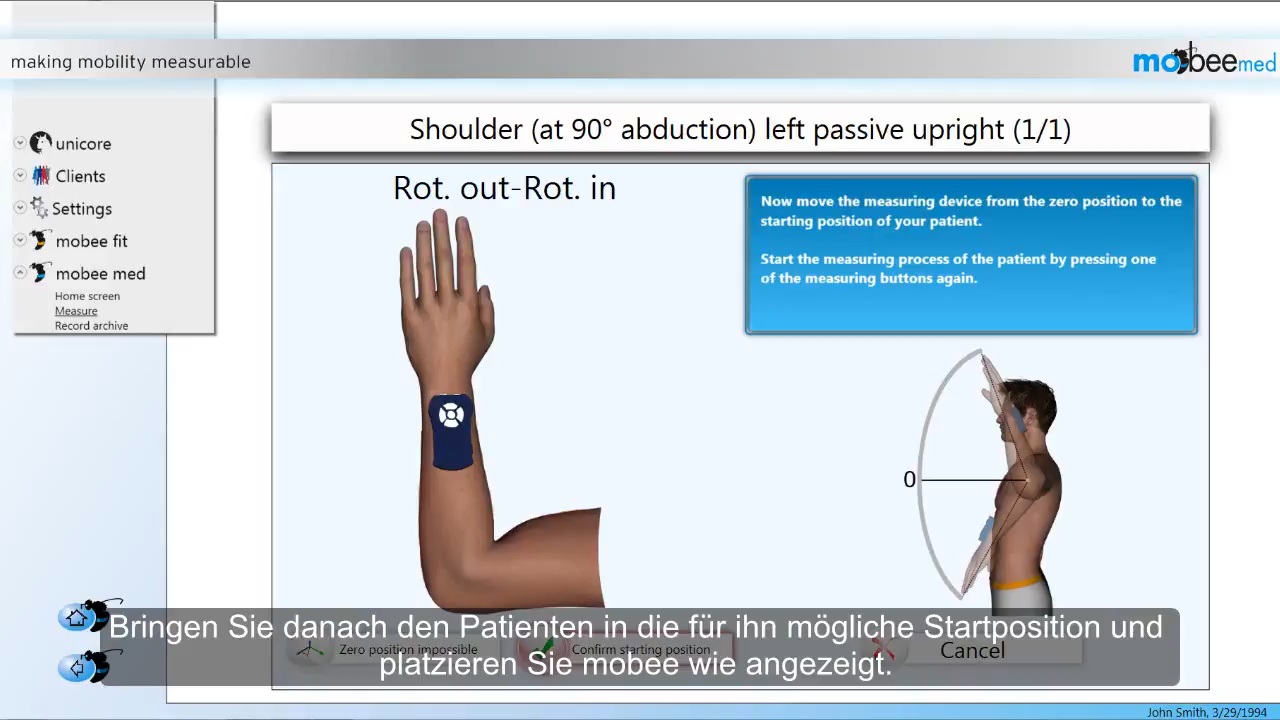 making mobility measurable
mobeemed
unicore
Clients
Settings
mobee fit
mobee med
Home screen
Measure
Record archive
Shoulder (at 90° abduction) left passive upright (1/1)
Rot. out-Rot. in
Now move the measuring device from the zero position to the
starting position of your patient.
Start the measuring process of the patient by pressing one
of the measuring buttons again.
0
Zero position impossible
Confirm starting position
Cancel
Bringen Sie danach den Patienten in die für ihn mögliche Startposition und
platzieren Sie mobee wie angezeigt.
John Smith, 3/29/1994